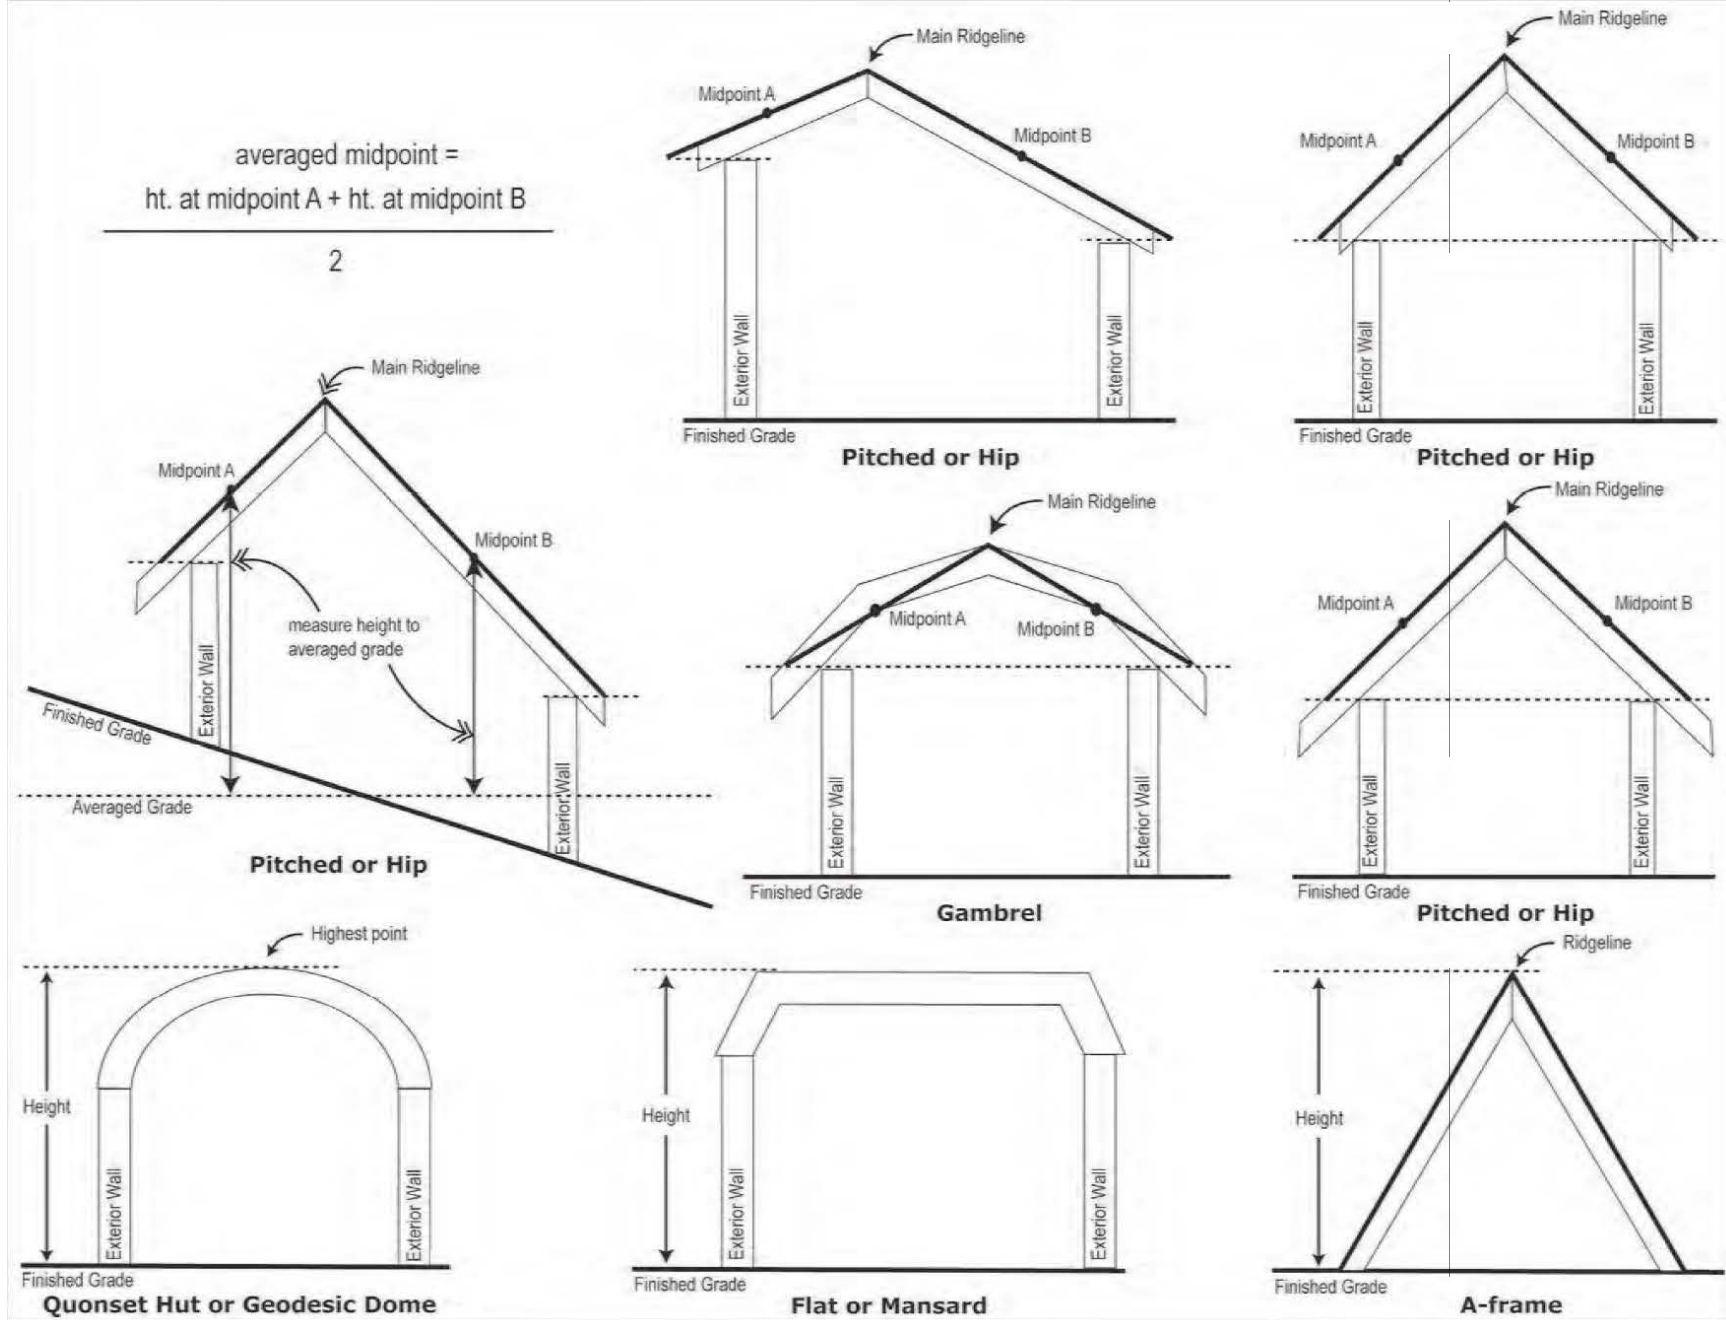 averaged midpoint =
ht. at midpoint A + ht. at midpoint B
2
Main Ridgeline
Midpoint A
Midpoint B
Exterior Wall
Exterior Wall
Finished Grade
Pitched or Hip
Main Ridgeline
Midpoint A
Midpoint B
Exterior Wall
Exterior Wall
Finished Grade
Pitched or Hip
Main Ridgeline
Midpoint A
Midpoint B
measure height to
averaged grade
Exterior Wall
Finished Grade
Averaged Grade
Exterior Wall
Pitched or Hip
Main Ridgeline
Midpoint A
Midpoint B
Exterior Wall
Exterior Wall
Finished Grade
Gambrel
Main Ridgeline
Midpoint A
Midpoint B
Exterior Wall
Exterior Wall
Finished Grade
Pitched or Hip
Highest point
Height
Exterior Wall
Exterior Wall
Finished Grade
Quonset Hut or Geodesic Dome
Height
Exterior Wall
Exterior Wall
Finished Grade
Flat or Mansard
Ridgeline
Height
Finished Grade
A-frame